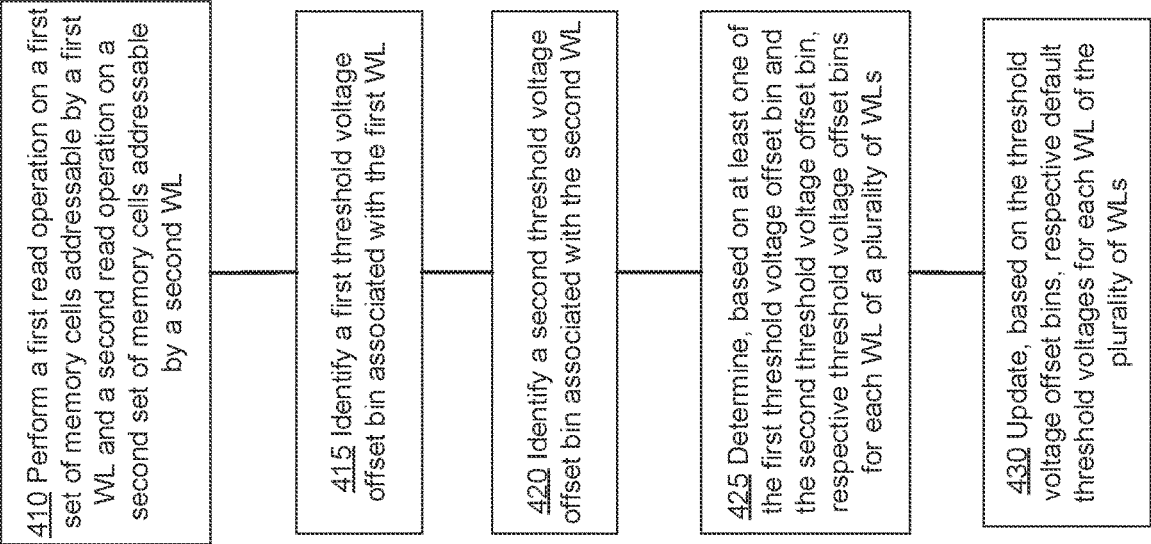 410 Perform a first read operation on a first
set of memory cells addressable by a first
WL and a second read operation on a
second set of memory cells addressable
by a second WL
415 Identify a first threshold voltage
offset bin associated with the first WL
420 Identify a second threshold voltage
offset bin associated with the second WL
425 Determine, based on at least one of
the first threshold voltage offset bin and
the second threshold voltage offset bin,
respective threshold voltage offset bins
for each WL of a plurality of WLs
430 Update, based on the threshold
voltage offset bins, respective default
threshold voltages for each WL of the
plurality of WLs